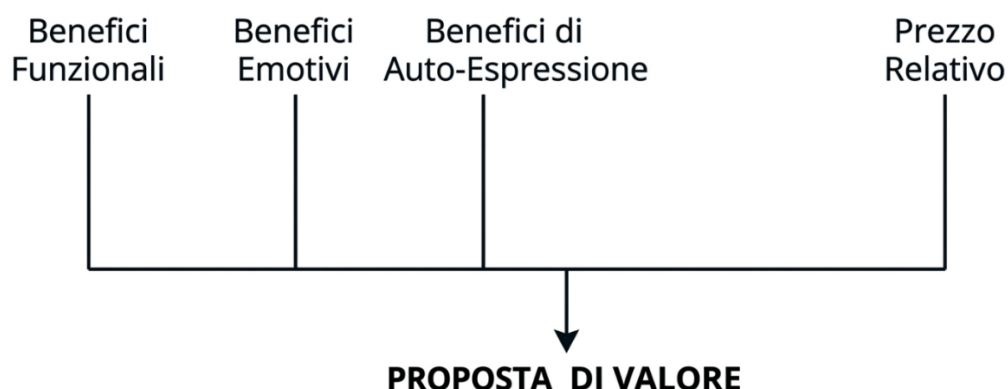 Benefici
Funzionali
Benefici
Emotivi
Benefici di
Auto-Espressione
Prezzo
Relativo
PROPOSTA DI VALORE